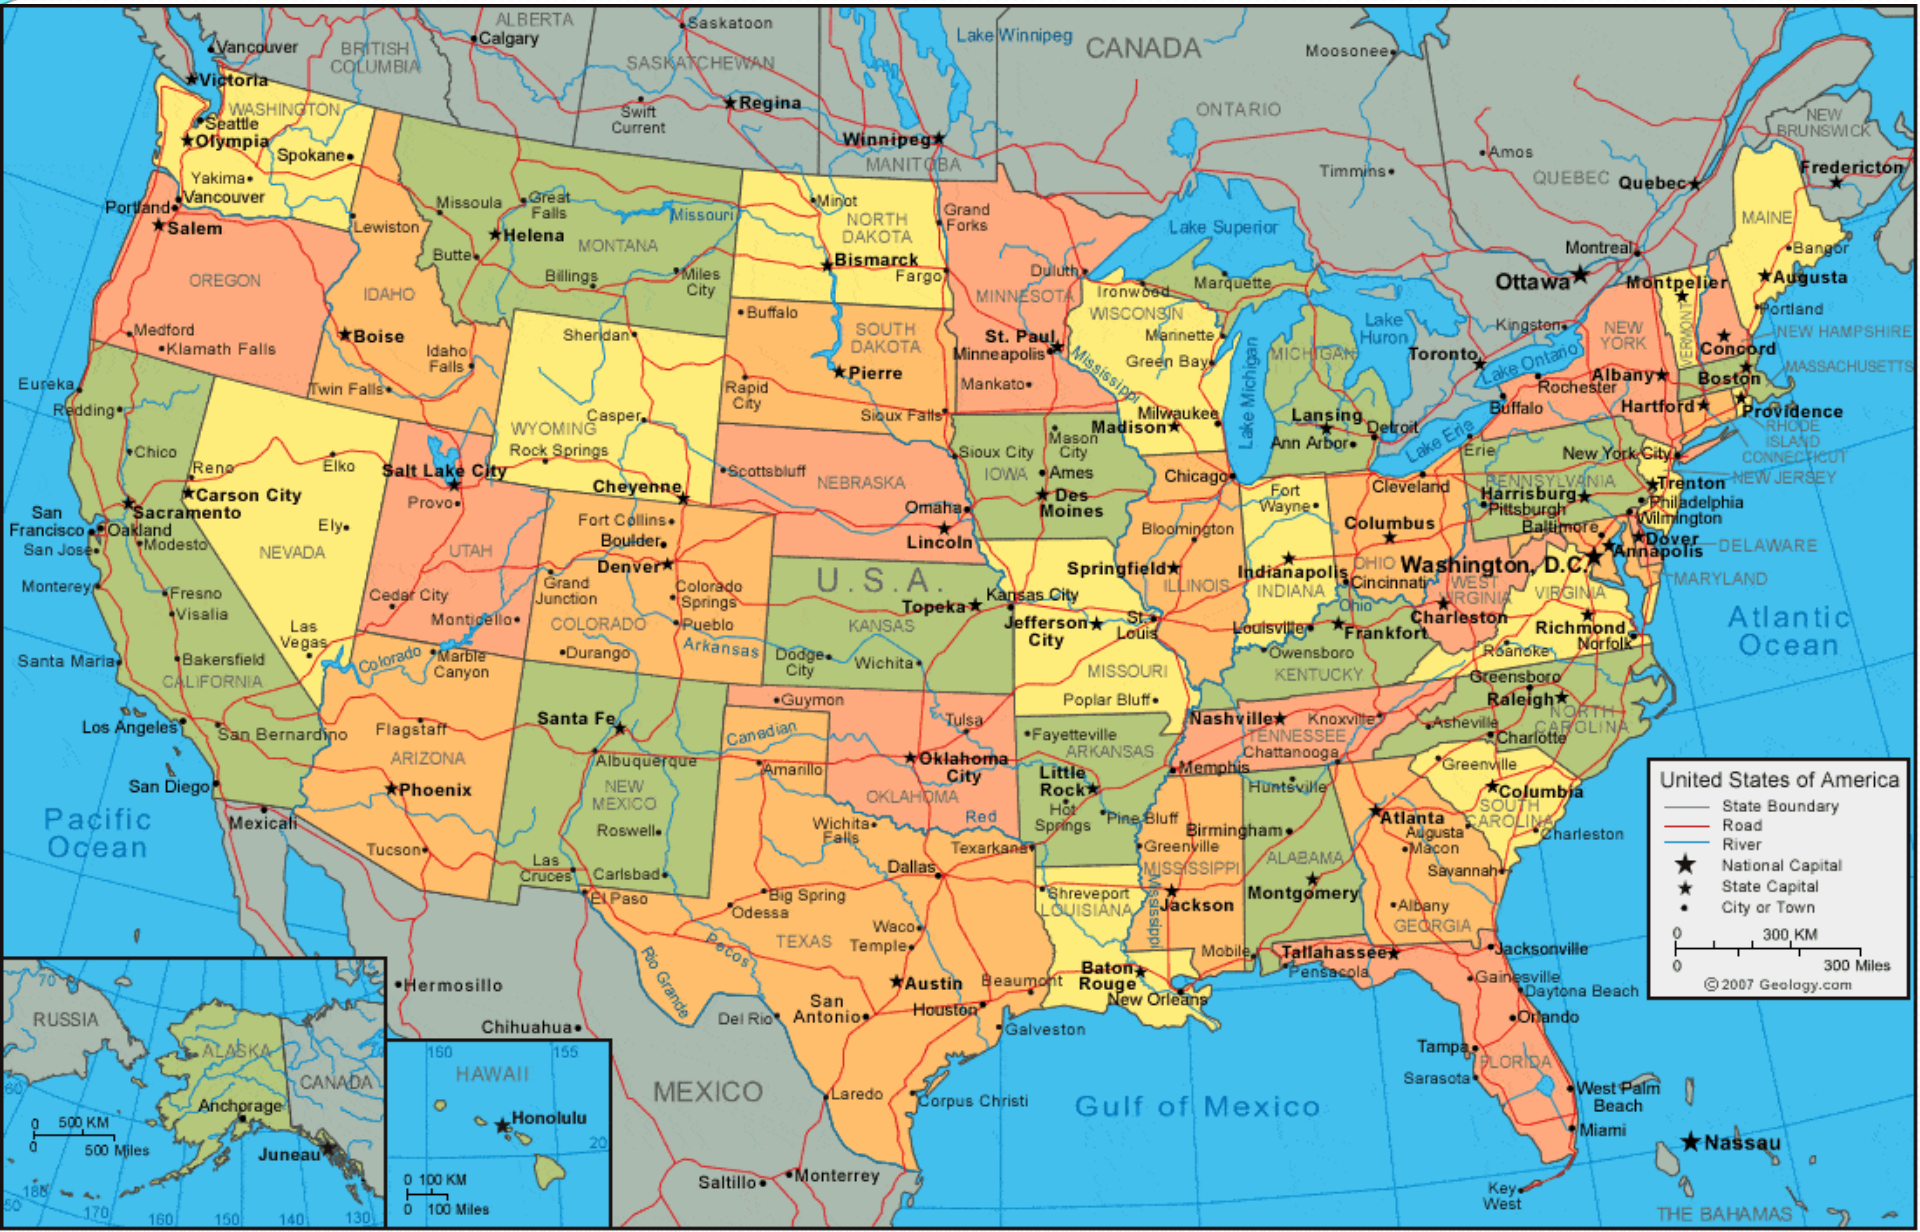 Vancouver
BRITISH
COLUMBIA
ALBERTA
Calgary
Saskatoon
SASKATCHEWAN
Swift
Current
Regina
Lake Winnipeg
CANADA
Winnipeg
MANITOBA
ONTARIO
Moosonee
Timmins
Amos
QUEBEC
Quebec
NEW
BRUNSWICK
Fredericton
Montreal
Ottawa
Kingston
Toronto
Victoria
WASHINGTON
Seattle
Olympia
Spokane
Yakima
Vancouver
Portland
Salem
OREGON
Medford
Klamath Falls
Lewiston
IDAHO
Boise
Idaho
Falls
Twin Falls
Missoula
Great
Falls
Missouri
Helena
MONTANA
Butte
Billings
Miles
City
Minot
NORTH
DAKOTA
Bismarck
Fargo
Grand
Forks
Buffalo
SOUTH
DAKOTA
Pierre
Rapid
City
Sioux Falls
Duluth
MINNESOTA
St. Paul
Minneapolis
Mankato
Mississippi
Lake Superior
Ironwood
Marquette
WISCONSIN
Marinette
Green Bay
Milwaukee
Madison
Lake Michigan
MICHIGAN
Lake
Huron
Lansing
Detroit
Ann Arbor
Lake Erie
Lake Ontario
Rochester
Buffalo
NEW
YORK
Albany
Montpelier
VERMONT
MAINE
Bangor
Augusta
Portland
NEW HAMPSHIRE
Concord
MASSACHUSETTS
Boston
Hartford
Providence
RHODE
ISLAND
CONNECTICUT
NEW JERSEY
New York City
Erie
PENNSYLVANIA
Harrisburg
Pittsburgh
Trenton
Philadelphia
Wilmington
Baltimore
Dover
Annapolis
DELAWARE
MARYLAND
Washington, D.C.
Eureka
Redding
Chico
Reno
Elko
Carson City
Sacramento
San
Francisco
Oakland
San Jose
Modesto
Ely
NEVADA
Monterey
Fresno
Visalia
Las
Vegas
Santa Maria
Bakersfield
CALIFORNIA
Los Angeles
San Bernardino
San Diego
Mexicali
Salt Lake City
Provo
UTAH
Cedar City
Monticello
Colorado
Marble
Canyon
Flagstaff
ARIZONA
Phoenix
Tucson
Sheridan
Casper
WYOMING
Rock Springs
Cheyenne
Fort Collins
Boulder
Denver
Grand
Junction
Colorado
Springs
COLORADO
Pueblo
Durango
Arkansas
Santa Fe
Albuquerque
NEW
MEXICO
Roswell
Las
Cruces
Carlsbad
Scottsbluff
NEBRASKA
Omaha
Lincoln
U.S.A.
Topeka
KANSAS
Dodge
City
Wichita
Guymon
Tulsa
Oklahoma
City
OKLAHOMA
Canadian
Red
Amarillo
Wichita
Falls
Dallas
El Paso
Big Spring
Odessa
TEXAS
Waco
Temple
Pecos
Rio Grande
Austin
San
Antonio
Houston
Beaumont
Galveston
Del Rio
Laredo
Corpus Christi
Sioux City
Mason
City
IOWA
Ames
Des
Moines
Kansas City
Jefferson
City
St.
Louis
MISSOURI
Poplar Bluff
Fayetteville
ARKANSAS
Little
Rock
Hot
Springs
Pine Bluff
Texarkana
Shreveport
LOUISIANA
Baton
Rouge
New Orleans
Chicago
Bloomington
Springfield
ILLINOIS
Fort
Wayne
Indianapolis
INDIANA
Cleveland
Columbus
OHIO
Cincinnati
Ohio
Louisville
Frankfort
Owensboro
KENTUCKY
WEST
VIRGINIA
Charleston
VIRGINIA
Richmond
Norfolk
Roanoke
Nashville
Knoxville
TENNESSEE
Chattanooga
Memphis
Greensboro
Raleigh
NORTH
CAROLINA
Asheville
Charlotte
Greenville
Columbia
SOUTH
CAROLINA
Charleston
Huntsville
Birmingham
ALABAMA
Montgomery
Mobile
Greenville
MISSISSIPPI
Mississippi
Jackson
Atlanta
Augusta
Macon
Savannah
Albany
GEORGIA
Tallahassee
Pensacola
Jacksonville
Gainesville
Daytona Beach
Orlando
Tampa
FLORIDA
Sarasota
West Palm
Beach
Miami
Key
West
Nassau
THE BAHAMAS
Atlantic
Ocean
Pacific
Ocean
Gulf of Mexico
MEXICO
Hermosillo
Chihuahua
Saltillo
Monterrey
United States of America
State Boundary
Road
River
National Capital
State Capital
City or Town
0
300 KM
0
300 Miles
©2007 Geology.com
70
RUSSIA
ALASKA
CANADA
60
Anchorage
0
500 KM
0
500 Miles
Juneau
50
180
170
160
150
140
130
160
155
HAWAII
Honolulu
20
0 100 KM
0 100 Miles